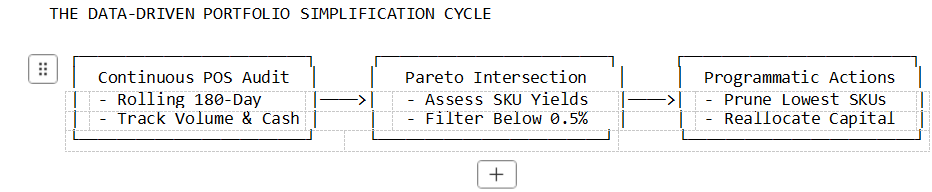 THE DATA-DRIVEN PORTFOLIO SIMPLIFICATION CYCLE
Continuous POS Audit
- Rolling 180-Day
- Track Volume & Cash
Pareto Intersection
- Assess SKU Yields
- Filter Below 0.5%
Programmatic Actions
- Prune Lowest SKUs
- Reallocate Capital